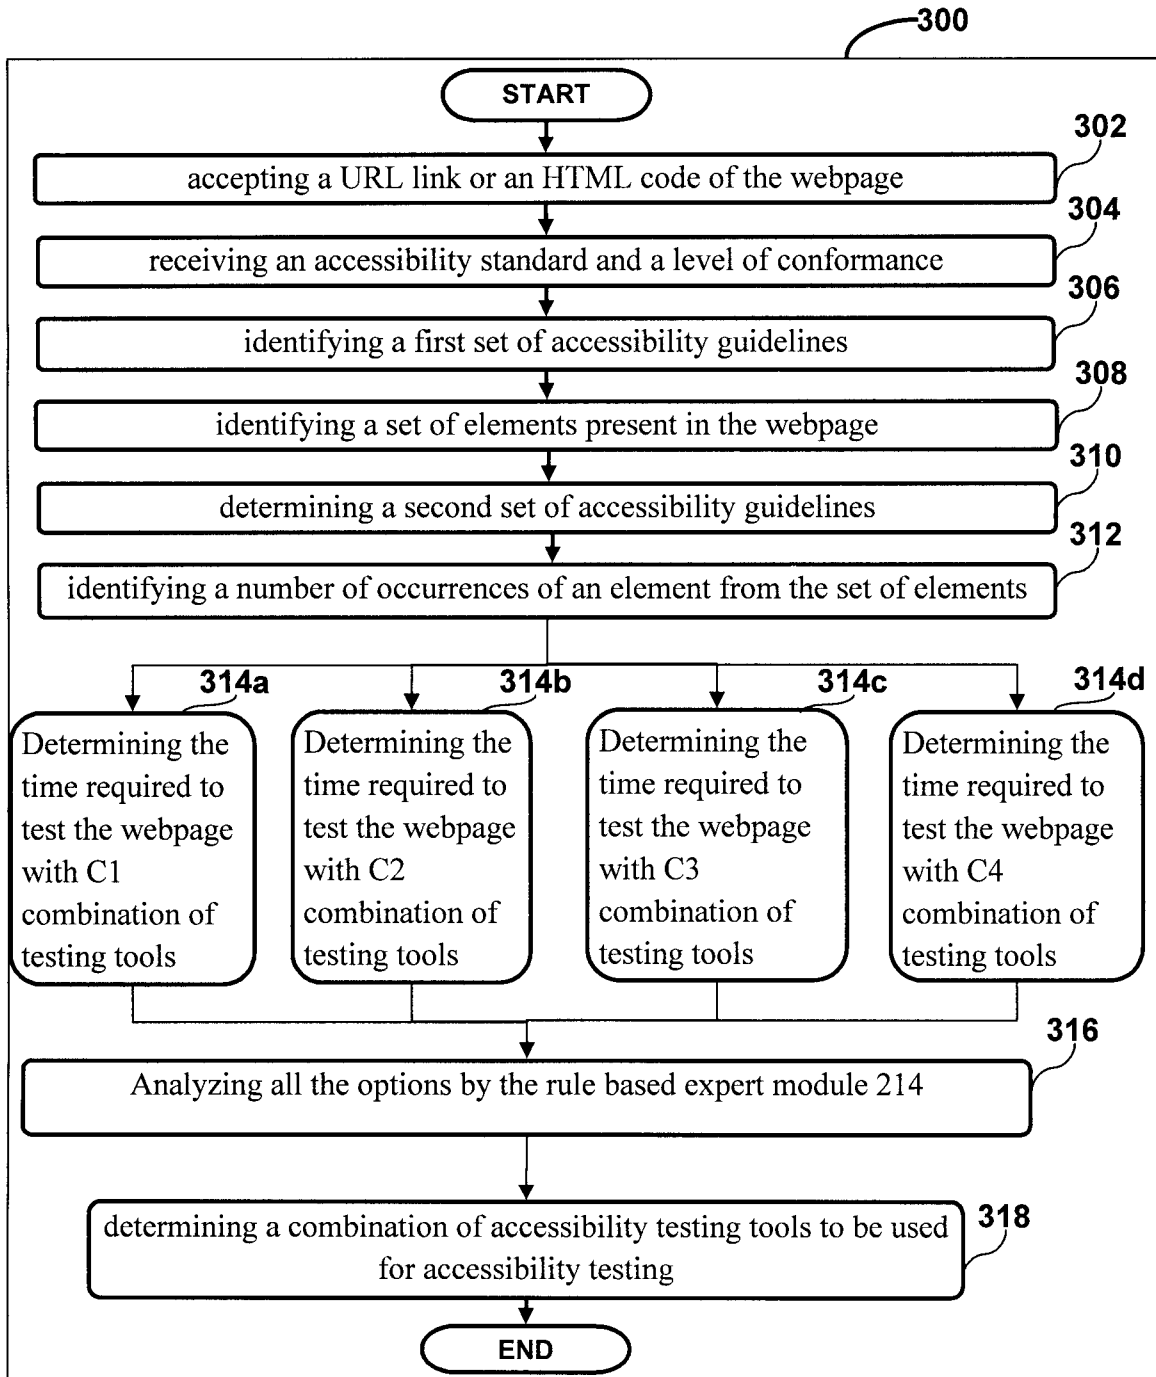 300
START
302
accepting a URL link or an HTML code of the webpage
304
receiving an accessibility standard and a level of conformance
306
identifying a first set of accessibility guidelines
308
identifying a set of elements present in the webpage
310
determining a second set of accessibility guidelines
312
identifying a number of occurrences of an element from the set of elements
314a
Determining the
time required to
test the webpage
with C1
combination of
testing tools
314b
Determining the
time required to
test the webpage
with C2
combination of
testing tools
314c
Determining the
time required to
test the webpage
with C3
combination of
testing tools
314d
Determining the
time required to
test the webpage
with C4
combination of
testing tools
316
Analyzing all the options by the rule based expert module 214
318
determining a combination of accessibility testing tools to be used
for accessibility testing
END